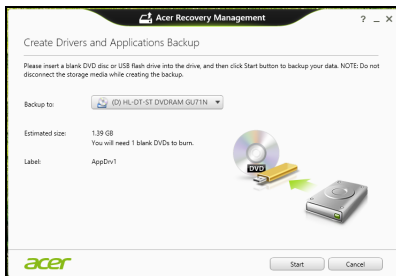 Acer Recovery Management
? _ X
Create Drivers and Applications Backup
Please insert a blank DVD disc or USB flash drive into the drive, and then click Start button to backup your data. NOTE: Do not
disconnect the storage media while creating the backup.
Backup to: (D) HL-DT-ST DVDRAM GU71N
Estimated size: 1.39 GB
You will need 1 blank DVDs to burn.
Label: AppDrv1
DVD
acer Start Cancel